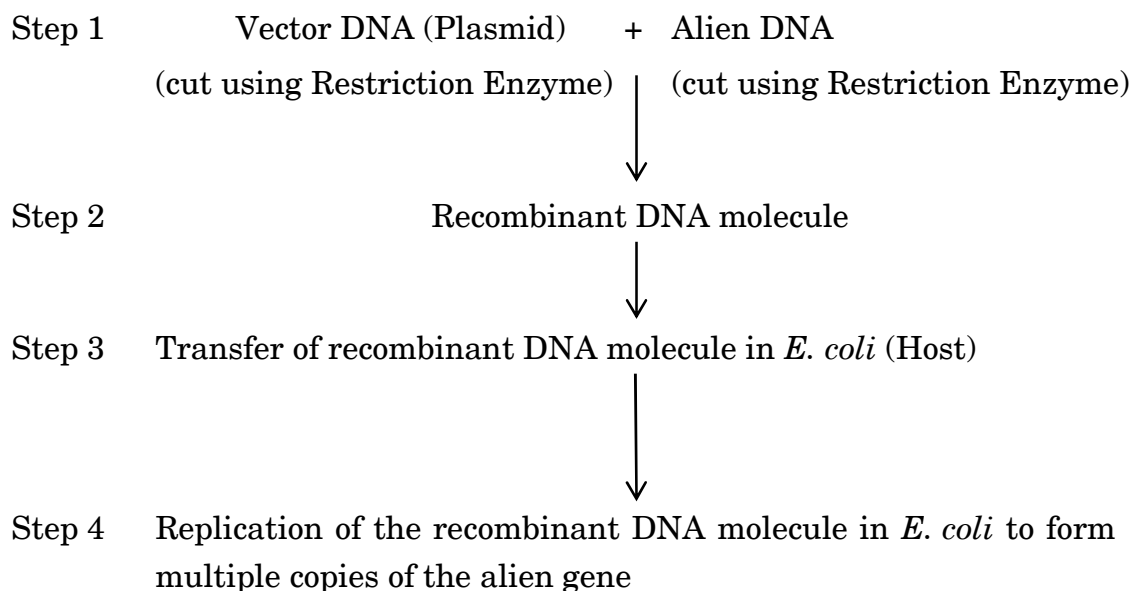 Step 1 Vector DNA (Plasmid) + Alien DNA
(cut using Restriction Enzyme) (cut using Restriction Enzyme)
Step 2 Recombinant DNA molecule
Step 3 Transfer of recombinant DNA molecule in E. coli (Host)
Step 4 Replication of the recombinant DNA molecule in E. coli to form
multiple copies of the alien gene